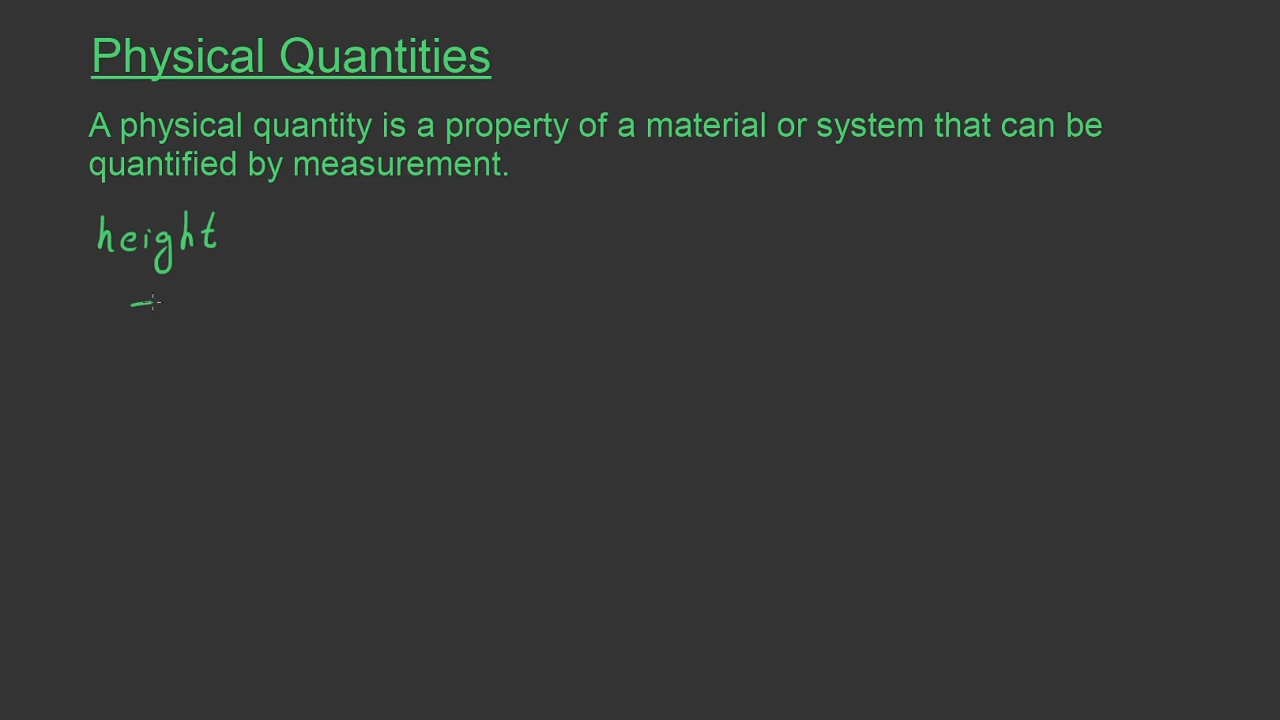 Physical Quantities
A physical quantity is a property of a material or system that can be
quantified by measurement.
height